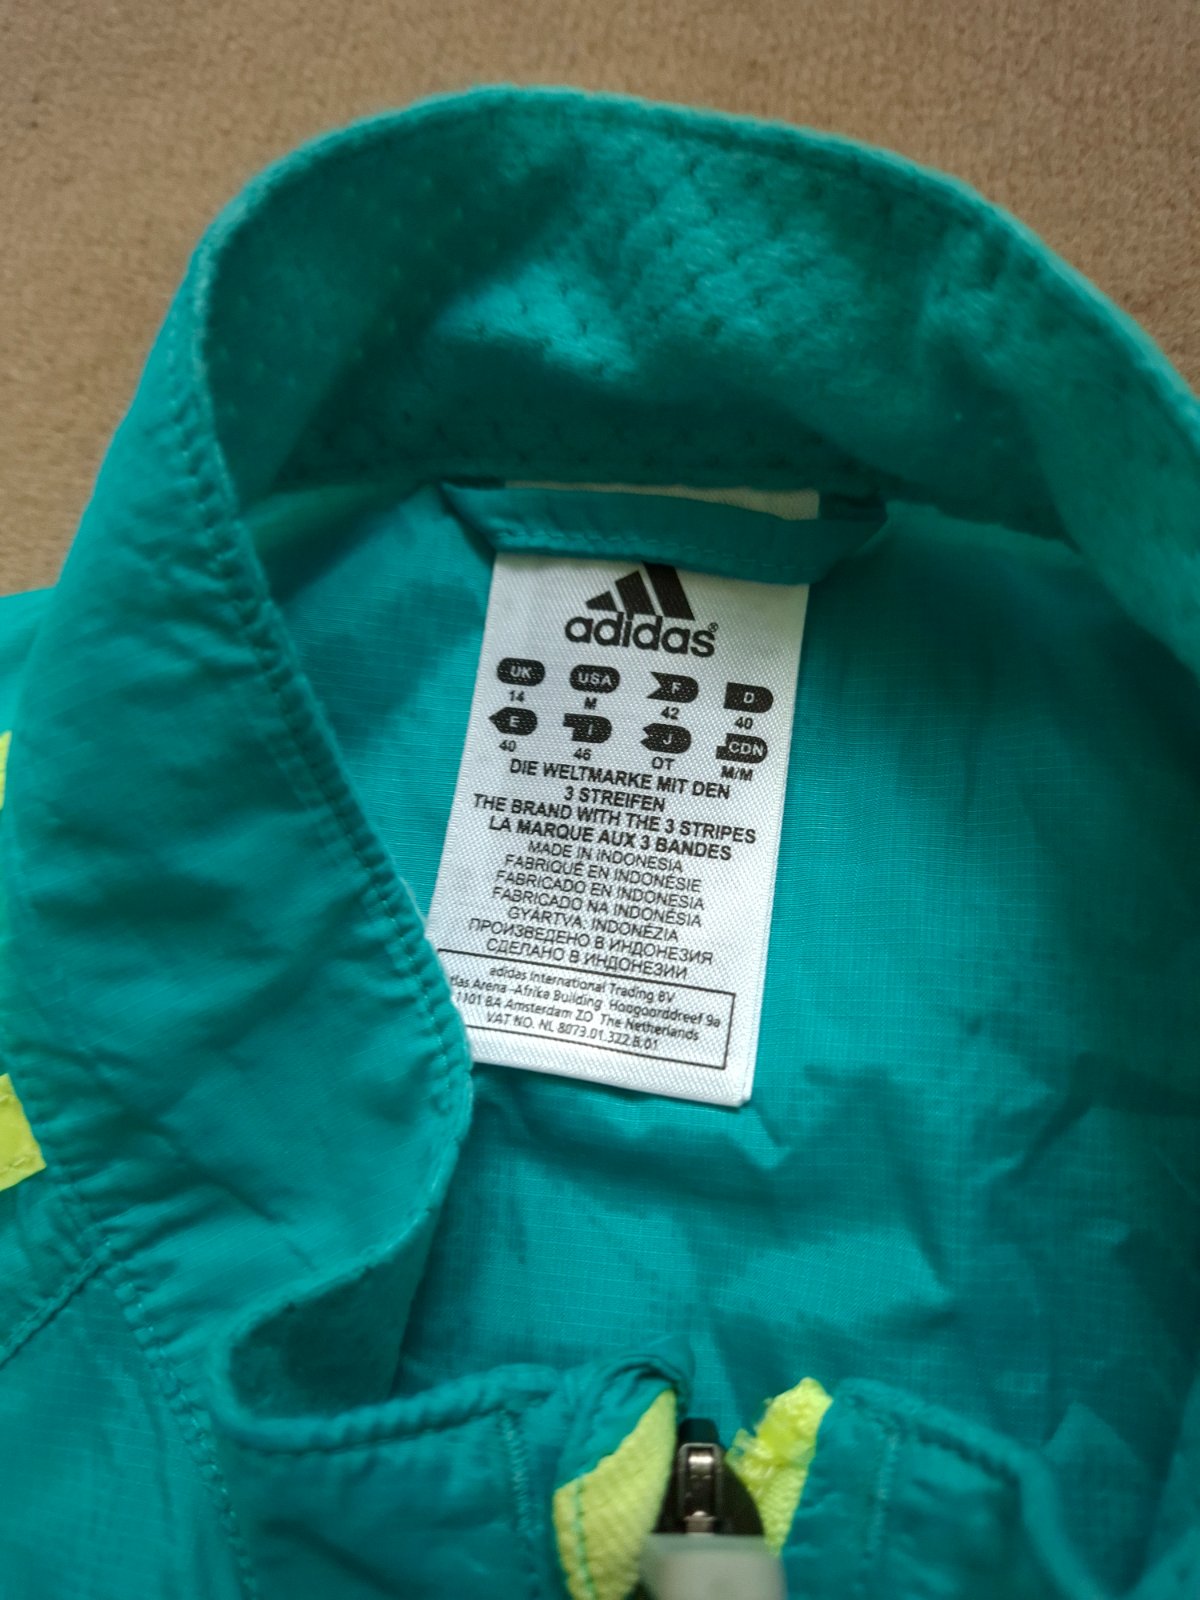 adidas®
UK USA F D
14 M 42 40
E I J CDN
40 46 OT M/M
DIE WELTMARKE MIT DEN
3 STREIFEN
THE BRAND WITH THE 3 STRIPES
LA MARQUE AUX 3 BANDES
MADE IN INDONESIA
FABRIQUÉ EN INDONÉSIE
FABRICADO EN INDONESIA
FABRICADO NA INDONÉSIA
GYÁRTVA: INDONÉZIA
ПРОИЗВЕДЕНО В ИНДОНЕЗИЯ
СДЕЛАНО В ИНДОНЕЗИИ
adidas International Trading BV
Arena-Afrika Building Hoogoorddreef 9a
1101 BA Amsterdam ZO The Netherlands
VAT NO. NL 8073.01.322.B.01